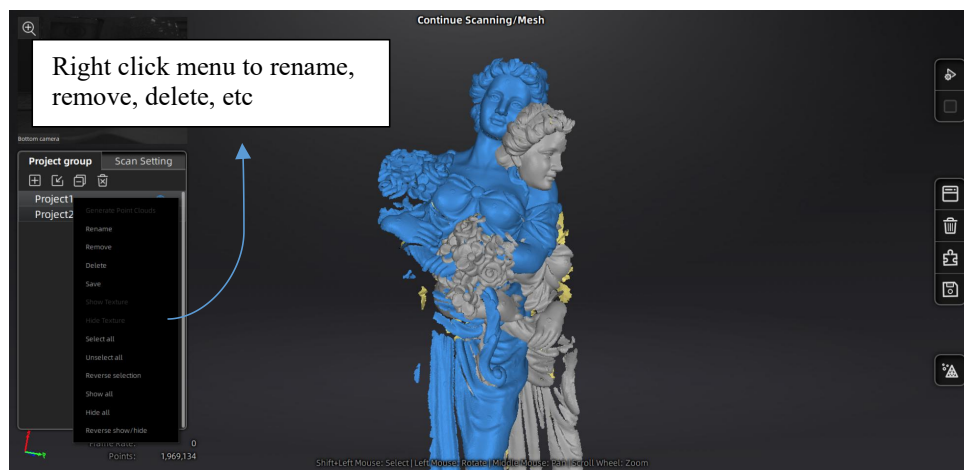 Continue Scanning/Mesh
Right click menu to rename,
remove, delete, etc
Bottom camera
Project group
Scan Setting
Project1
Project2
Generate Point Clouds
Rename
Remove
Delete
Save
Show Texture
Hide Texture
Select all
Unselect all
Reverse selection
Show all
Hide all
Reverse show/hide
Frame Rate: 0
Points: 1,969,134
Shift+Left Mouse: Select | Left Mouse: Rotate | Middle Mouse: Pan | Scroll Wheel: Zoom